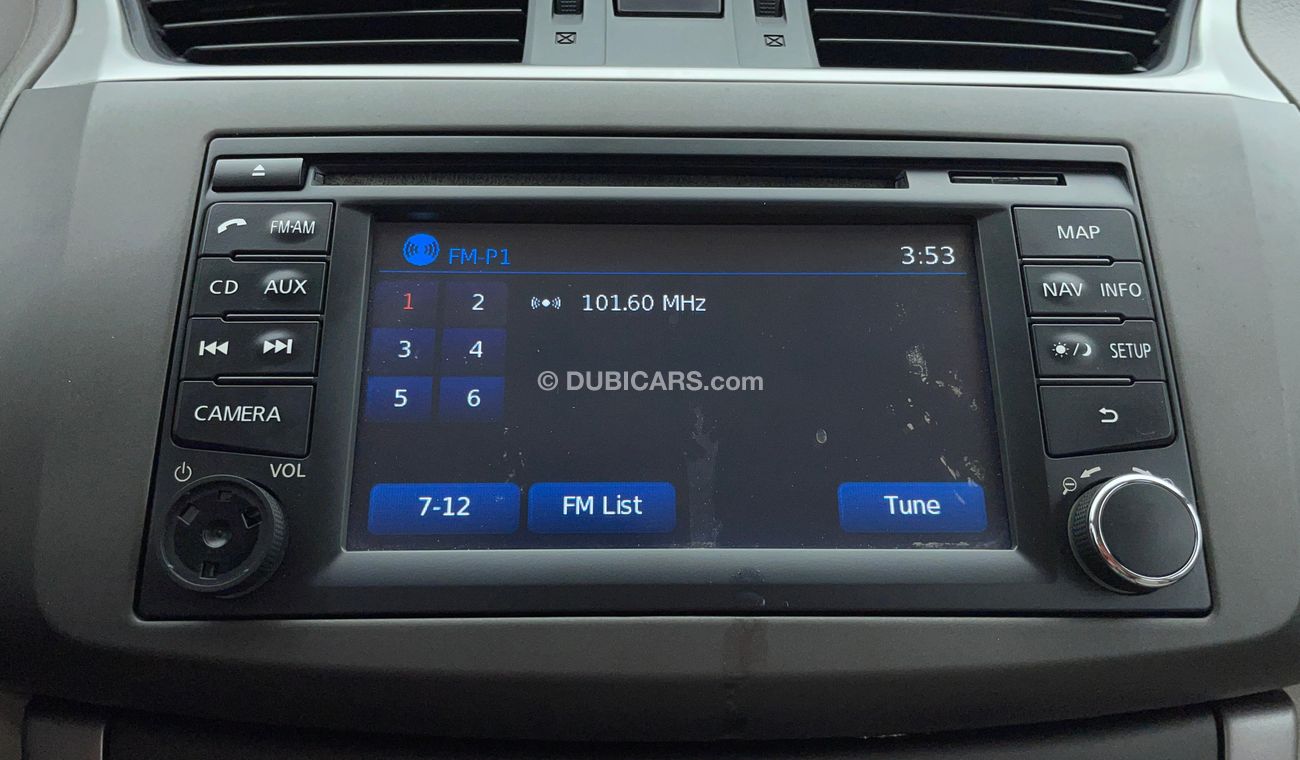 FM·AM
CD AUX
CAMERA
VOL
FM-P1 3:53
1 2 101.60 MHz
3 4
5 6
© DUBICARS.com
7-12 FM List Tune
MAP
NAV INFO
SETUP